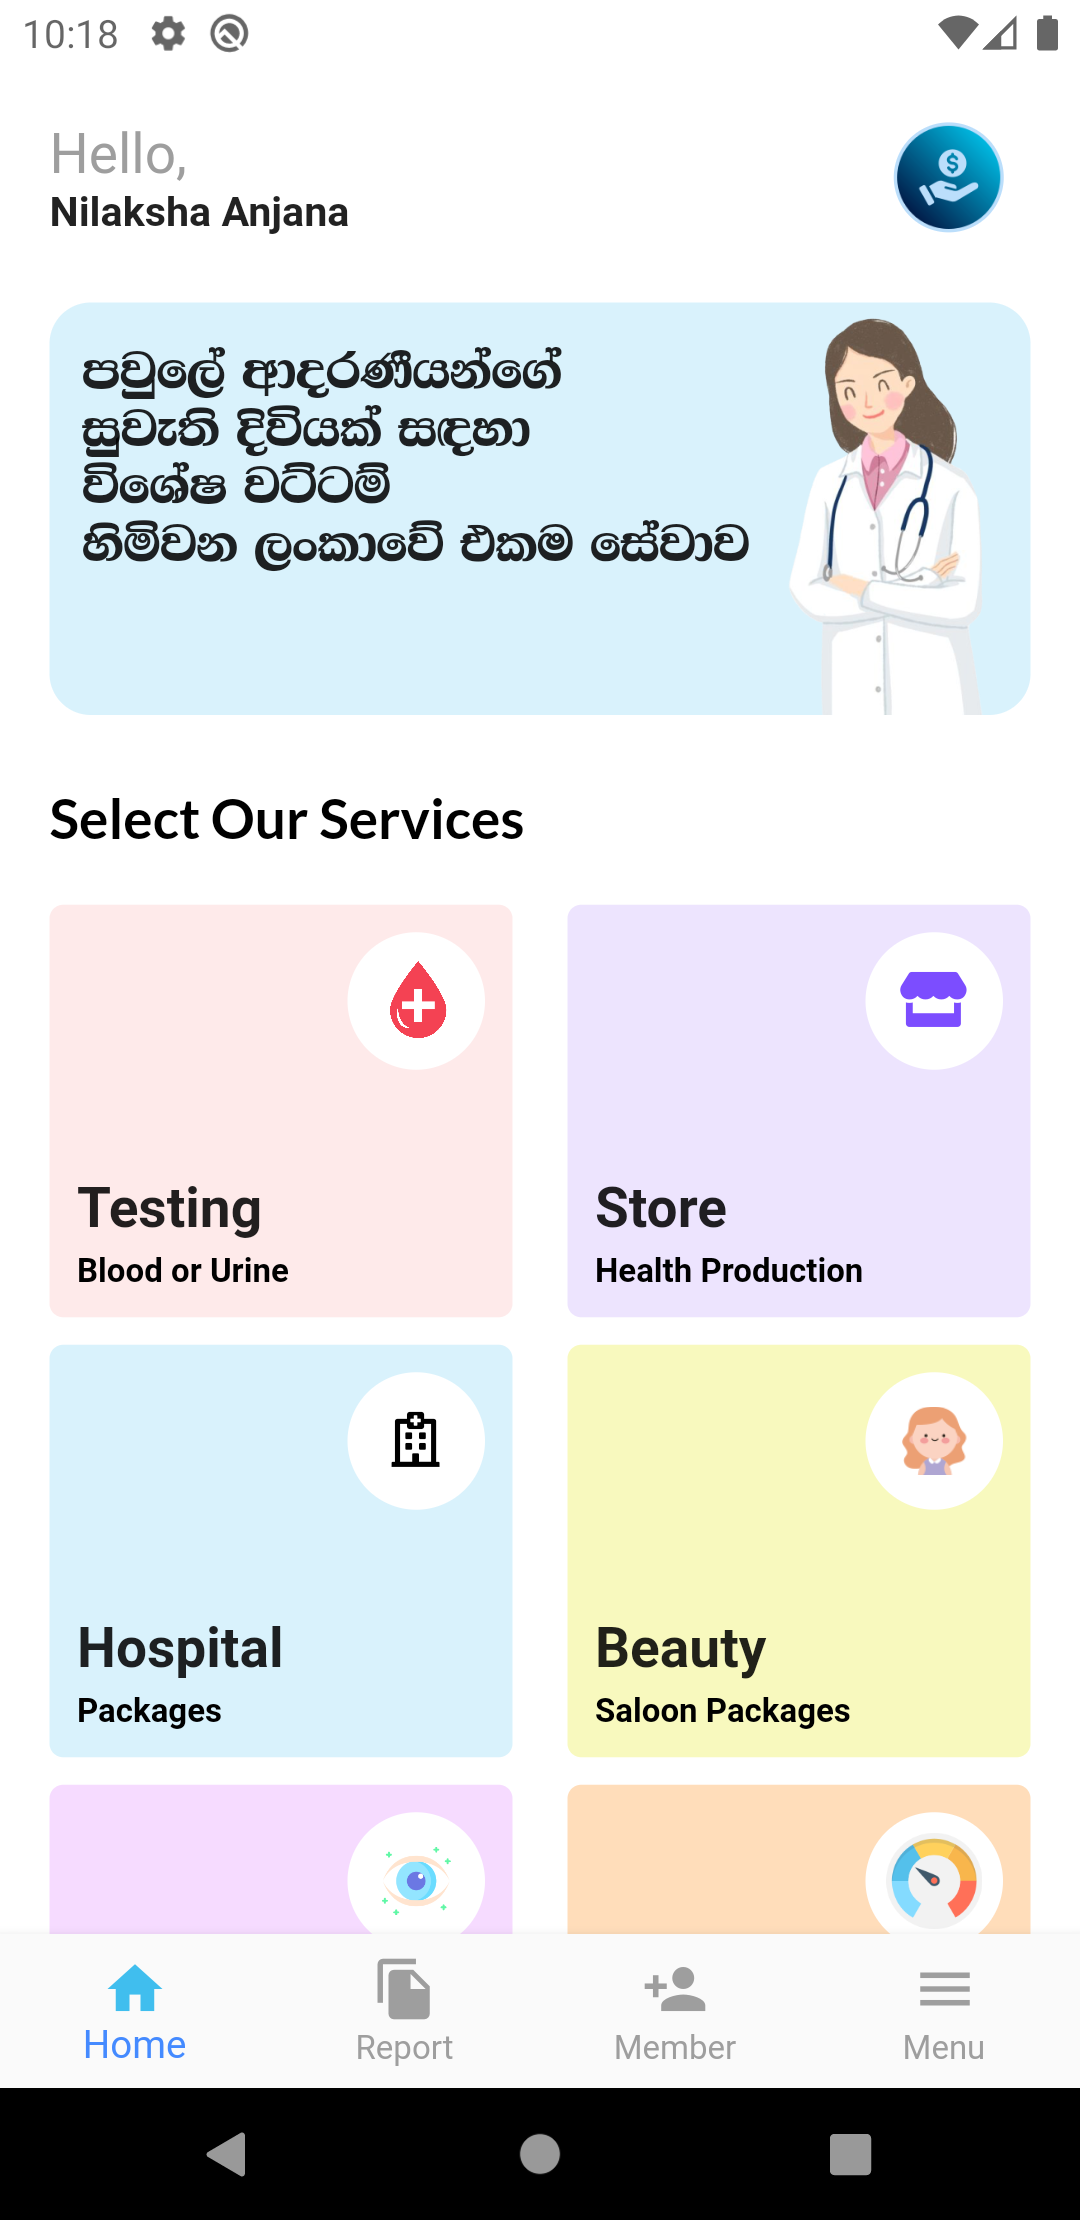 10:18
Hello,
Nilaksha Anjana
පවුලේ ආදරණීයන්ගේ
සුවැති දිවියක් සඳහා
විශේෂ වට්ටම්
හිමිවන ලංකාවේ එකම සේවාව
Select Our Services
Testing
Blood or Urine
Store
Health Production
Hospital
Packages
Beauty
Saloon Packages
Home
Report
Member
Menu